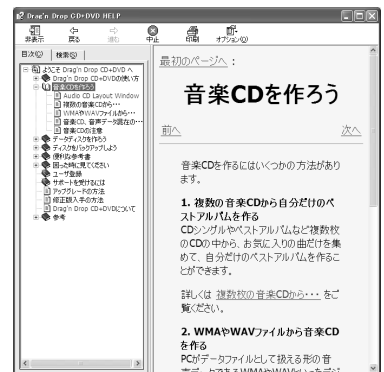 Drag'n Drop CD+DVD HELP
非表示 戻る 進む 中止 印刷 オプション(O)
目次(C) 検索(S)
ようこそ Drag'n Drop CD+DVD へ
Drag'n Drop CD+DVDの使い方
音楽CDを作ろう
Audio CD Layout Window
複数の音楽CDから・・・
WMAやWAVファイルから・・・
音楽CD、音声データ混在の・・・
音楽CDの注意
データディスクを作ろう
ディスクをバックアップしよう
便利な参考書
困った時に見てください
ユーザ登録
サポートを受けるには
アップグレードの方法
修正版入手の方法
Drag'n Drop CD+DVDについて
参考
最初のページへ :
音楽CDを作ろう
前へ 次へ
音楽CDを作るにはいくつかの方法があり
ます。
1. 複数の音楽CDから自分だけのベ
ストアルバムを作る
CDシングルやベストアルバムなど複数枚
のCDの中から、お気に入りの曲だけを集
めて、自分だけのベストアルバムを作るこ
とができます。
詳しくは 複数枚の音楽CDから・・・ をご
覧ください。
2. WMAやWAVファイルから音楽CD
を作る
PCがデータファイルとして扱える形の音